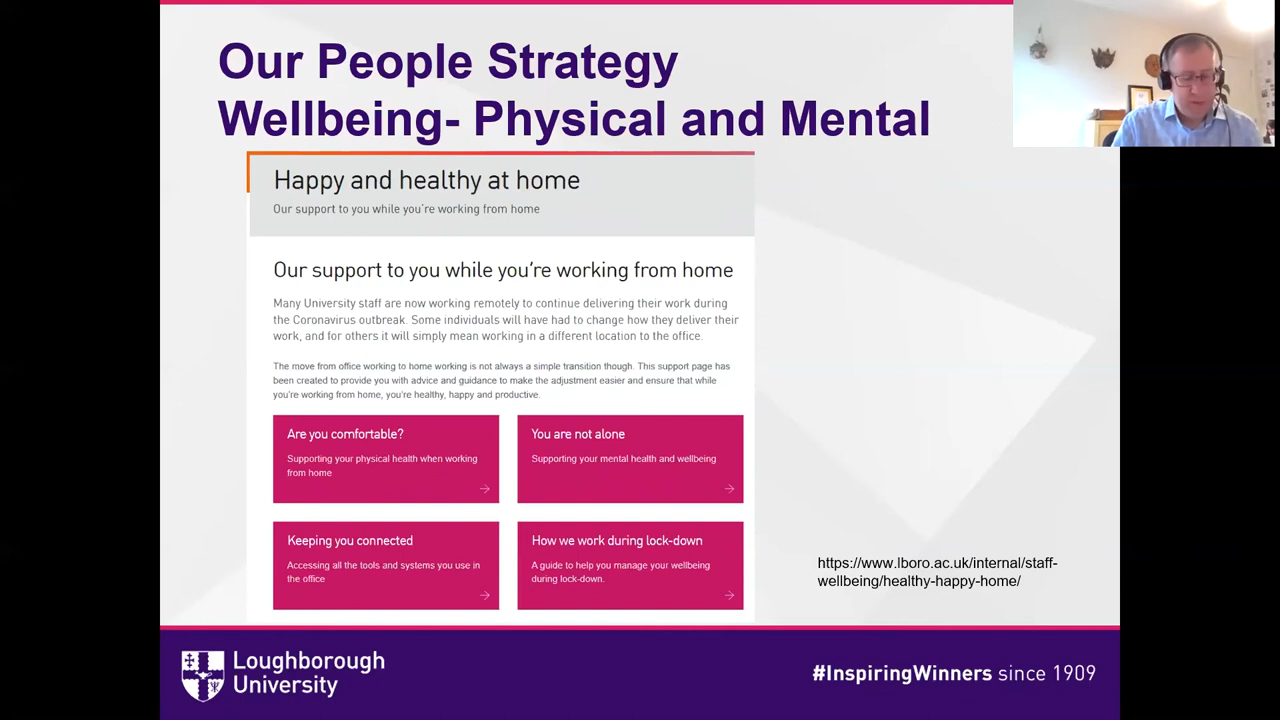 Our People Strategy
Wellbeing- Physical and Mental
Happy and healthy at home
Our support to you while you're working from home
Our support to you while you're working from home
Many University staff are now working remotely to continue delivering their work during
the Coronavirus outbreak. Some individuals will have had to change how they deliver their
work, and for others it will simply mean working in a different location to the office.
The move from office working to home working is not always a simple transition though. This support page has
been created to provide you with advice and guidance to make the adjustment easier and ensure that while
you're working from home, you're healthy, happy and productive.
Are you comfortable?
Supporting your physical health when working
from home
You are not alone
Supporting your mental health and wellbeing
Keeping you connected
Accessing all the tools and systems you use in
the office
How we work during lock-down
A guide to help you manage your wellbeing
during lock-down.
https://www.lboro.ac.uk/internal/staff-
wellbeing/healthy-happy-home/
Loughborough
University
#InspiringWinners since 1909